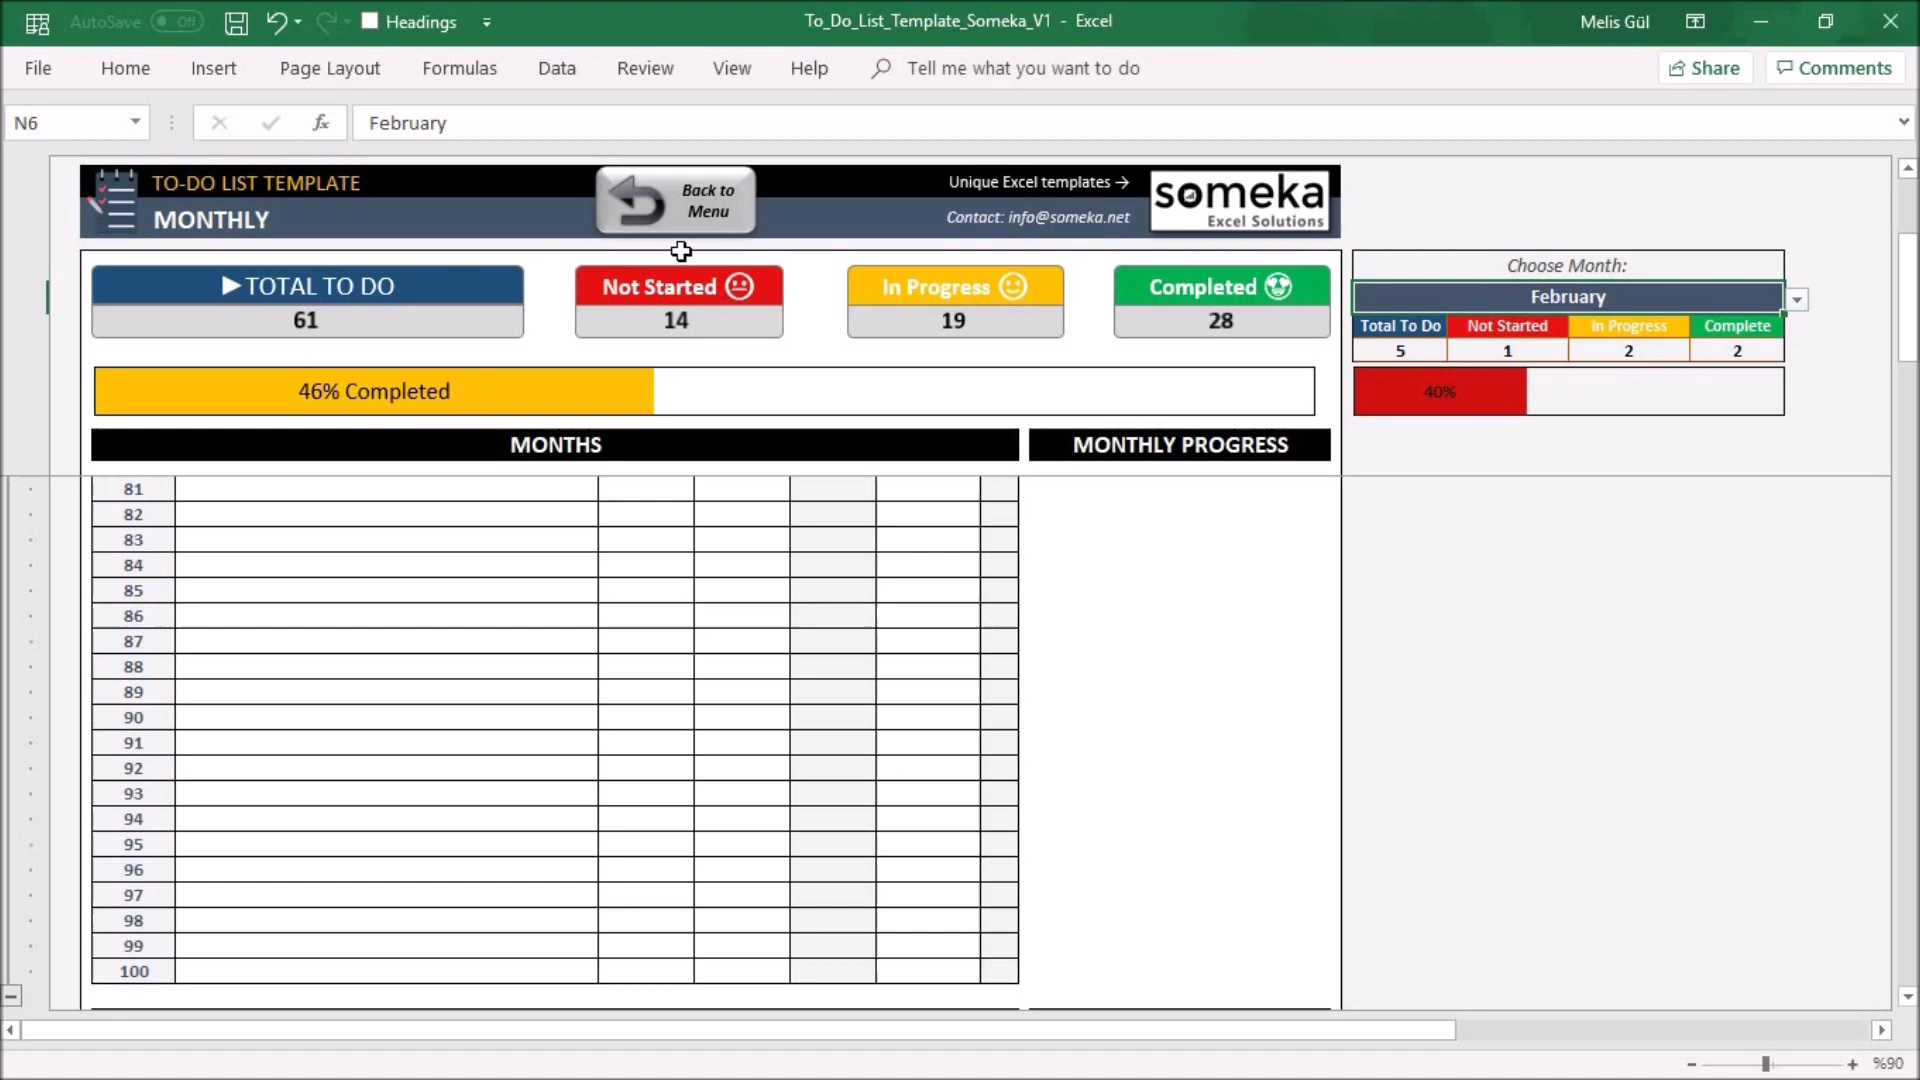 AutoSave Off Headings To_Do_List_Template_Someka_V1 - Excel Melis Gül
File Home Insert Page Layout Formulas Data Review View Help Tell me what you want to do Share Comments
N6 fx February
TO-DO LIST TEMPLATE
MONTHLY
Back to
Menu
Unique Excel templates →
Contact: info@someka.net
someka
Excel Solutions
▶TOTAL TO DO Not Started In Progress Completed
61 14 19 28
46% Completed
Choose Month:
February
Total To Do Not Started In Progress Complete
5 1 2 2
40%
MONTHS MONTHLY PROGRESS
81
82
83
84
85
86
87
88
89
90
91
92
93
94
95
96
97
98
99
100
%90